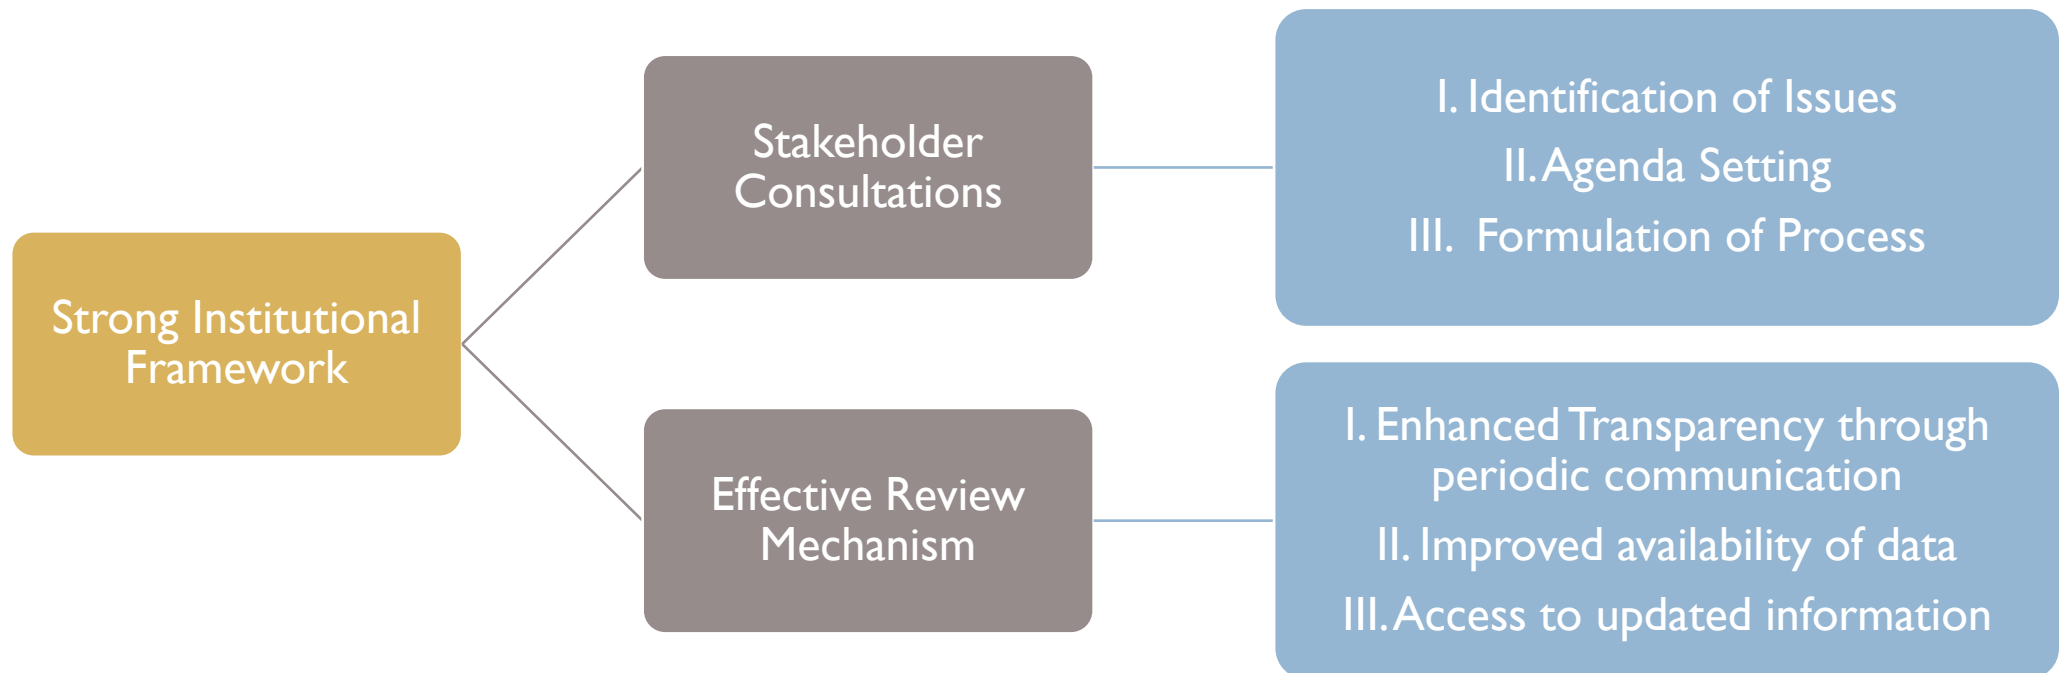 Strong Institutional
Framework
Stakeholder
Consultations
I. Identification of Issues
II. Agenda Setting
III. Formulation of Process
Effective Review
Mechanism
I. Enhanced Transparency through
periodic communication
II. Improved availability of data
III. Access to updated information